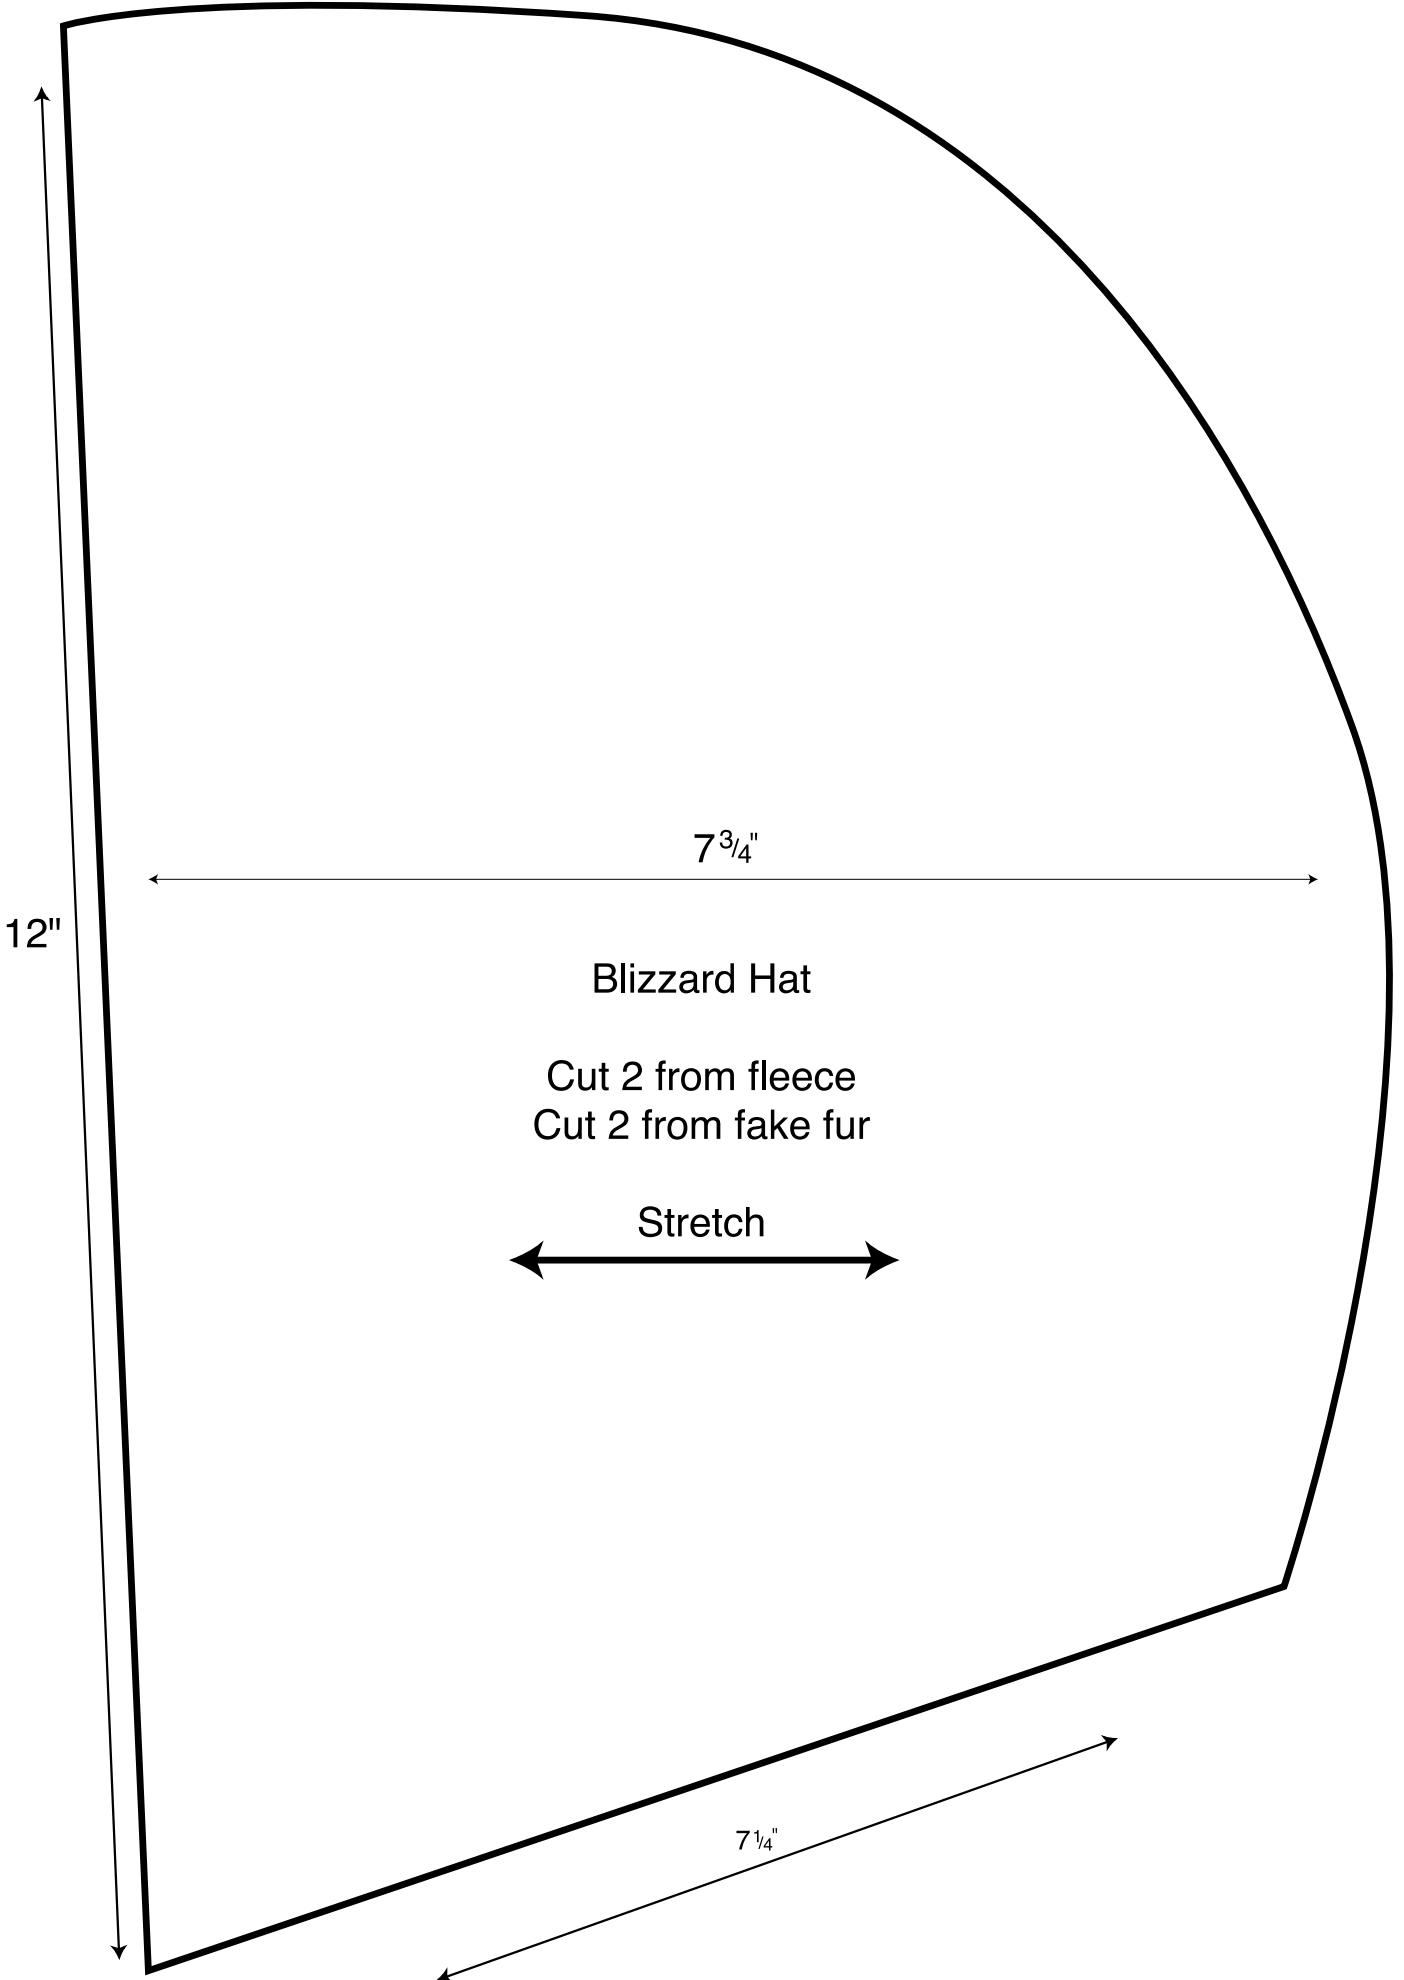 7 3/4"
12"
Blizzard Hat
Cut 2 from fleece
Cut 2 from fake fur
Stretch
7 1/4"